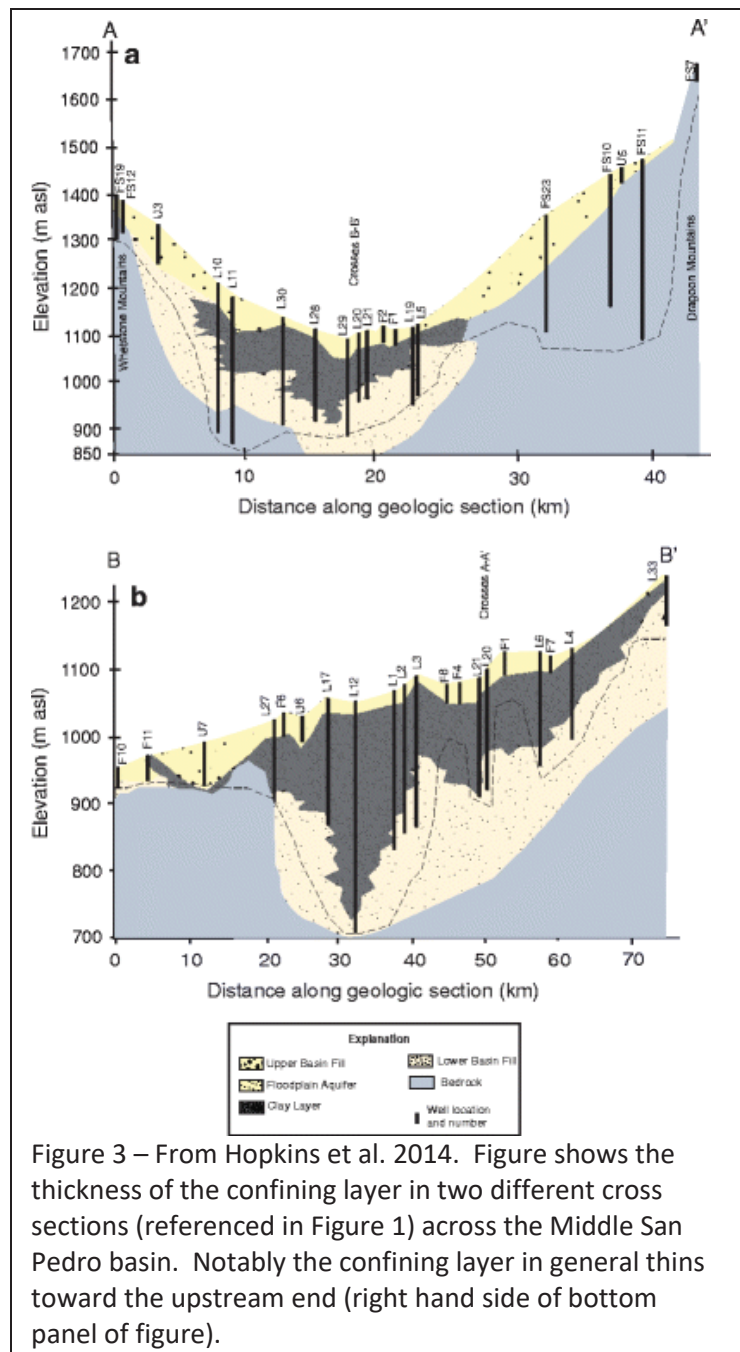 A
A'
a
1700
1600
1500
1400
1300
1200
1100
1000
900
850
Elevation (m asl)
FS19
FS12
U3
L10
L11
L30
L28
L29
Crosses B-B'
L20
L21
F2
F1
L19
L5
FS23
FS10
U5
FS11
FS7
Whetstone Mountains
Dragoon Mountains
0
10
20
30
40
Distance along geologic section (km)
B
B'
b
1200
1100
1000
900
800
700
Elevation (m asl)
F10
F11
U7
L27
F6
U6
L17
L12
L1
L2
L3
F8
F4
L21
L20
Crosses A-A'
F1
L6
F7
L4
L33
0
10
20
30
40
50
60
70
Distance along geologic section (km)
Explanation
Upper Basin Fill
Lower Basin Fill
Floodplain Aquifer
Bedrock
Clay Layer
Well location
and number
Figure 3 – From Hopkins et al. 2014. Figure shows the
thickness of the confining layer in two different cross
sections (referenced in Figure 1) across the Middle San
Pedro basin. Notably the confining layer in general thins
toward the upstream end (right hand side of bottom
panel of figure).